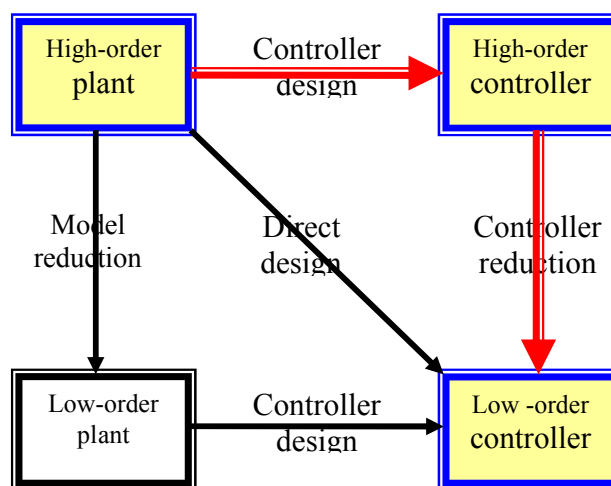 High-order
plant
Controller
design
High-order
controller
Model
reduction
Direct
design
Controller
reduction
Low-order
plant
Controller
design
Low -order
controller